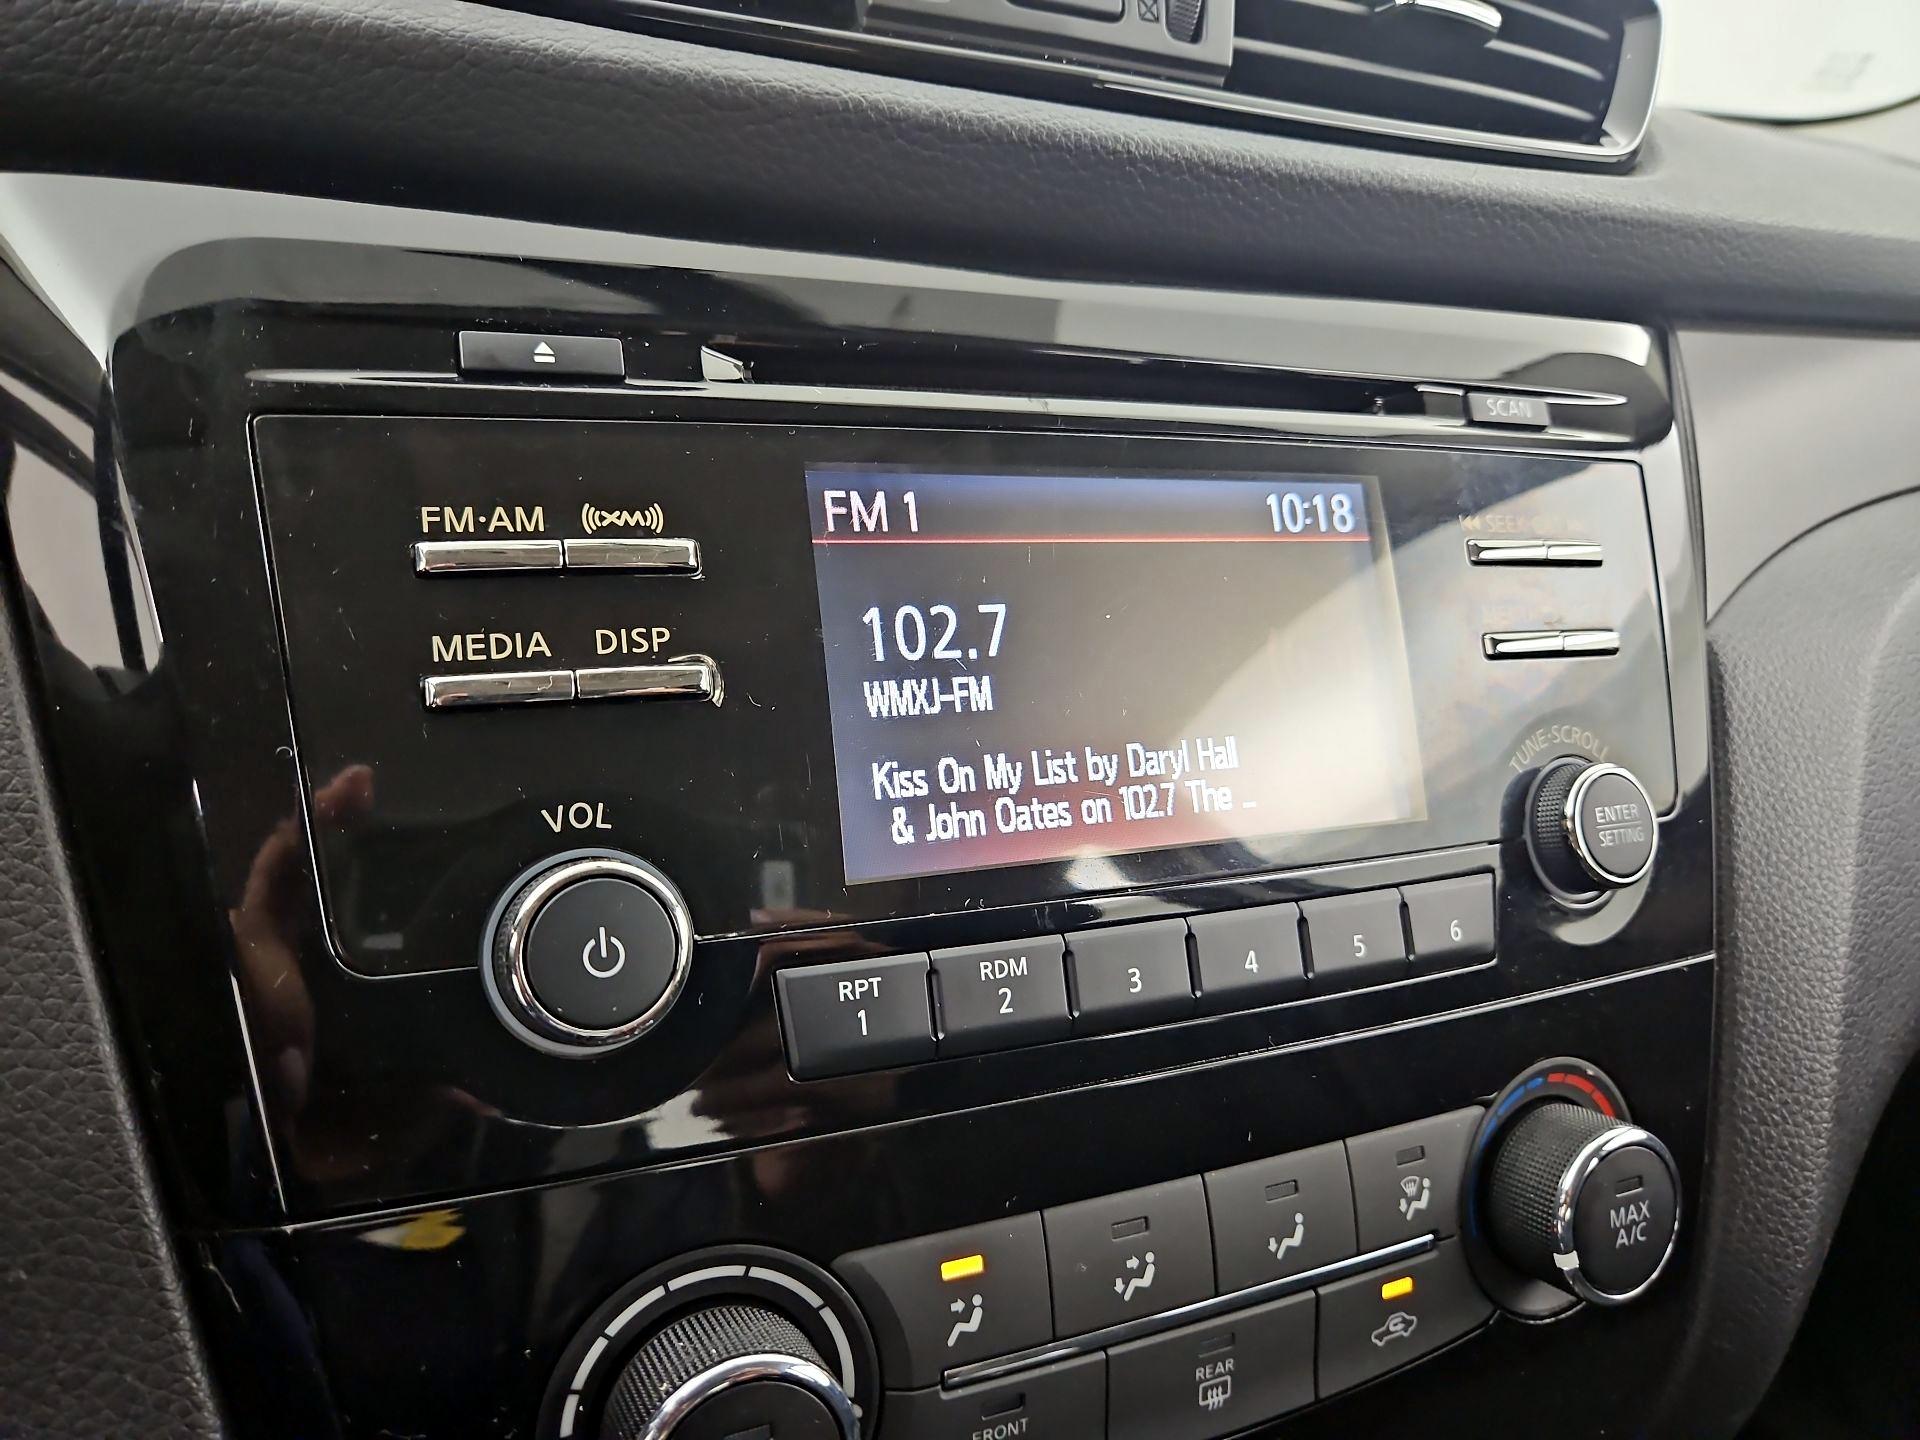 SCAN
FM·AM
XM
FM 1
10:18
SEEK
MEDIA
DISP
102.7
WMXJ-FM
TUNE·SCROLL
Kiss On My List by Daryl Hall
& John Oates on 102.7 The _
ENTER
SETTING
VOL
RPT
1
RDM
2
3
4
5
6
MAX
A/C
REAR
FRONT